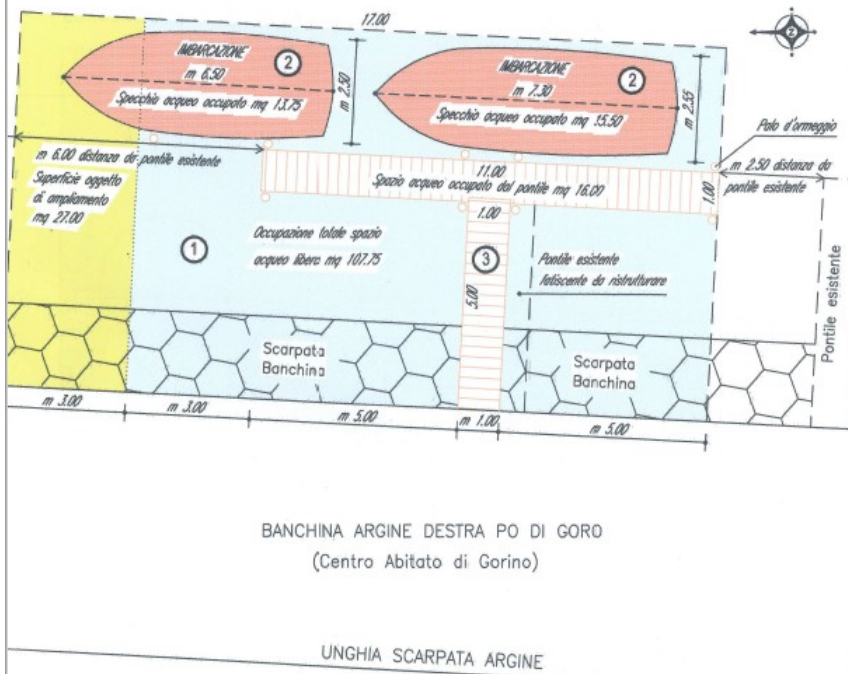 17.00
IMBARCAZIONE
m 6.50
Specchio acqueo occupato mq 13.75
2
m 2.50
IMBARCAZIONE
m 7.30
Specchio acqueo occupato mq 15.50
2
m 2.55
Z
Palo d'ormeggio
m 6.00 distanza da pontile esistente
11.00
Spazio acqueo occupato dal pontile mq 16.00
1.00
m 2.50 distanza da
pontile esistente
Superficie oggetto
di ampliamento
mq 27.00
1
Occupazione totale spazio
acqueo libero mq 107.75
1.00
3
5.00
Pontile esistente
fatiscente da ristrutturare
Pontile esistente
Scarpata
Banchina
Scarpata
Banchina
m 3.00
m 3.00
m 5.00
m 1.00
m 5.00
BANCHINA ARGINE DESTRA PO DI GORO
(Centro Abitato di Gorino)
UNGHIA SCARPATA ARGINE